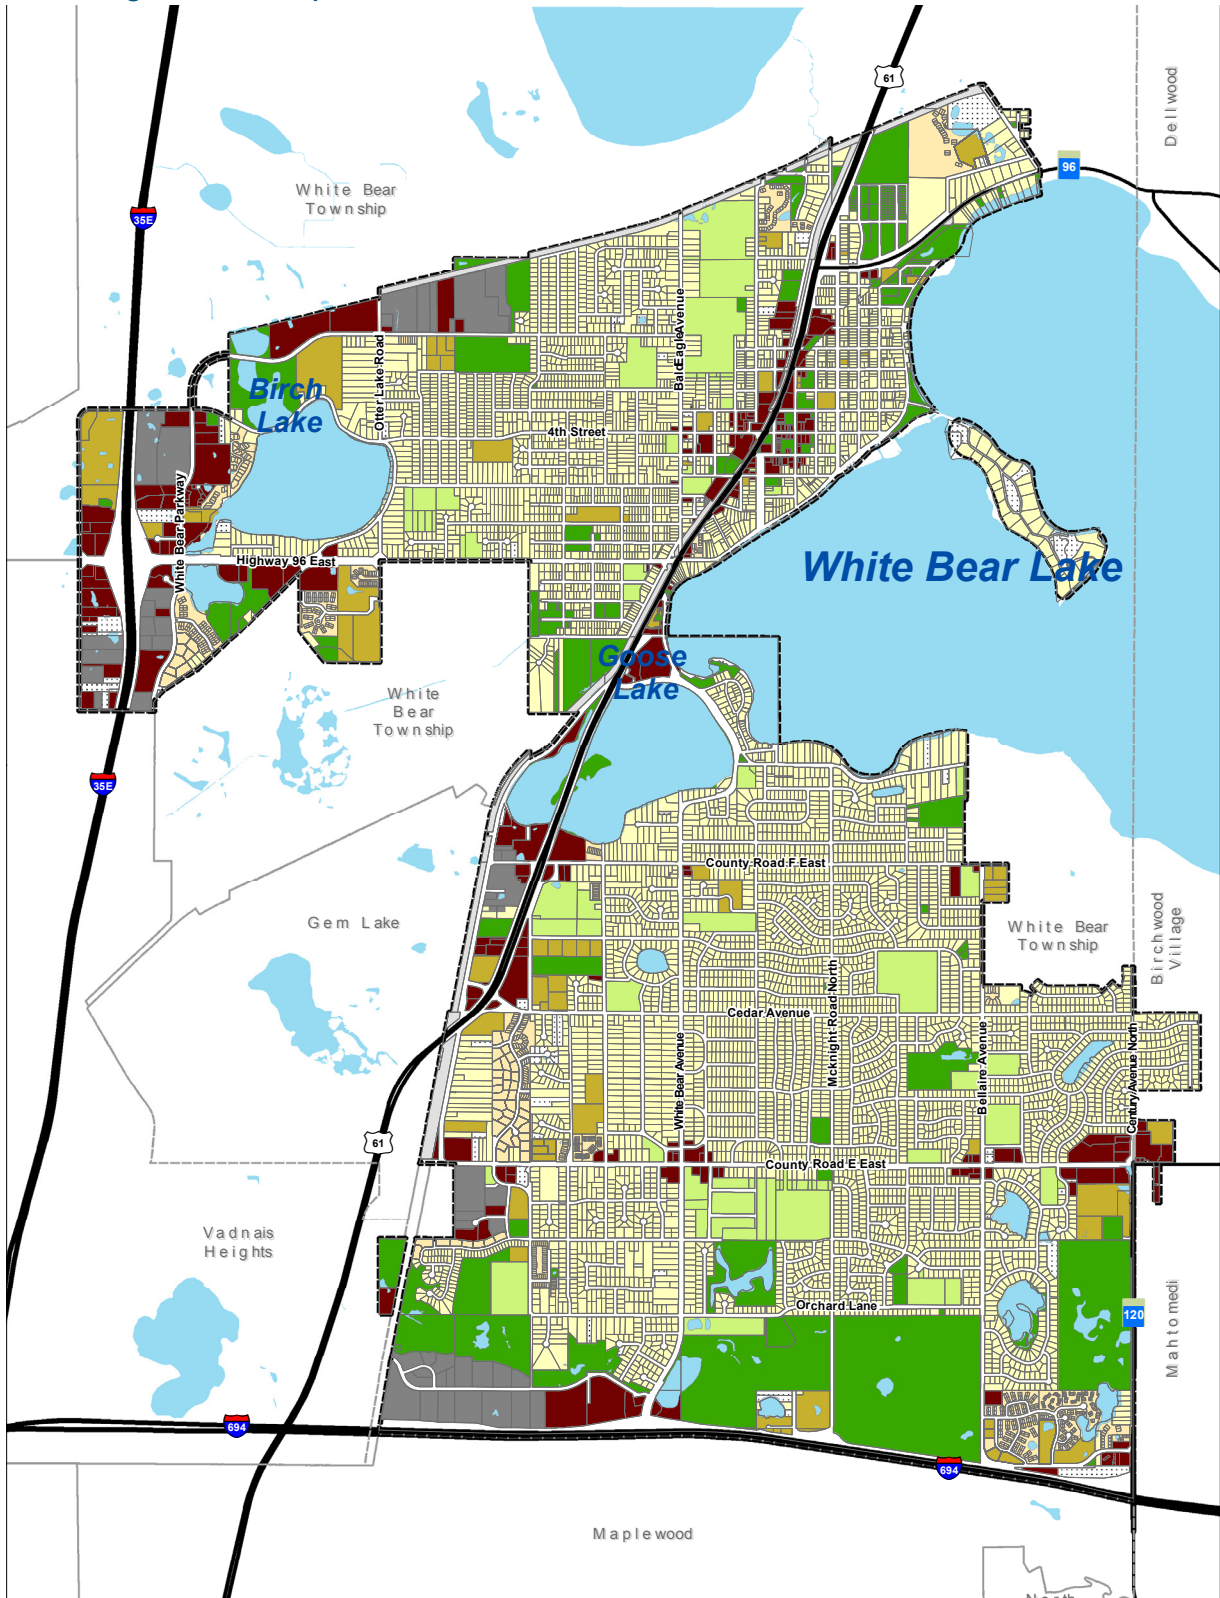 61
Dellwood
96
White Bear
Township
35E
Bald Eagle Avenue
Otter Lake Road
Birch
Lake
4th Street
White Bear Parkway
Highway 96 East
White Bear Lake
Goose
Lake
White
Bear
Township
35E
County Road F East
Gem Lake
White Bear
Township
Birchwood
Village
Mcknight Road North
Cedar Avenue
Bellaire Avenue
Century Avenue North
White Bear Avenue
61
County Road E East
Vadnais
Heights
Orchard Lane
120
Mahtomedi
694
694
Maplewood